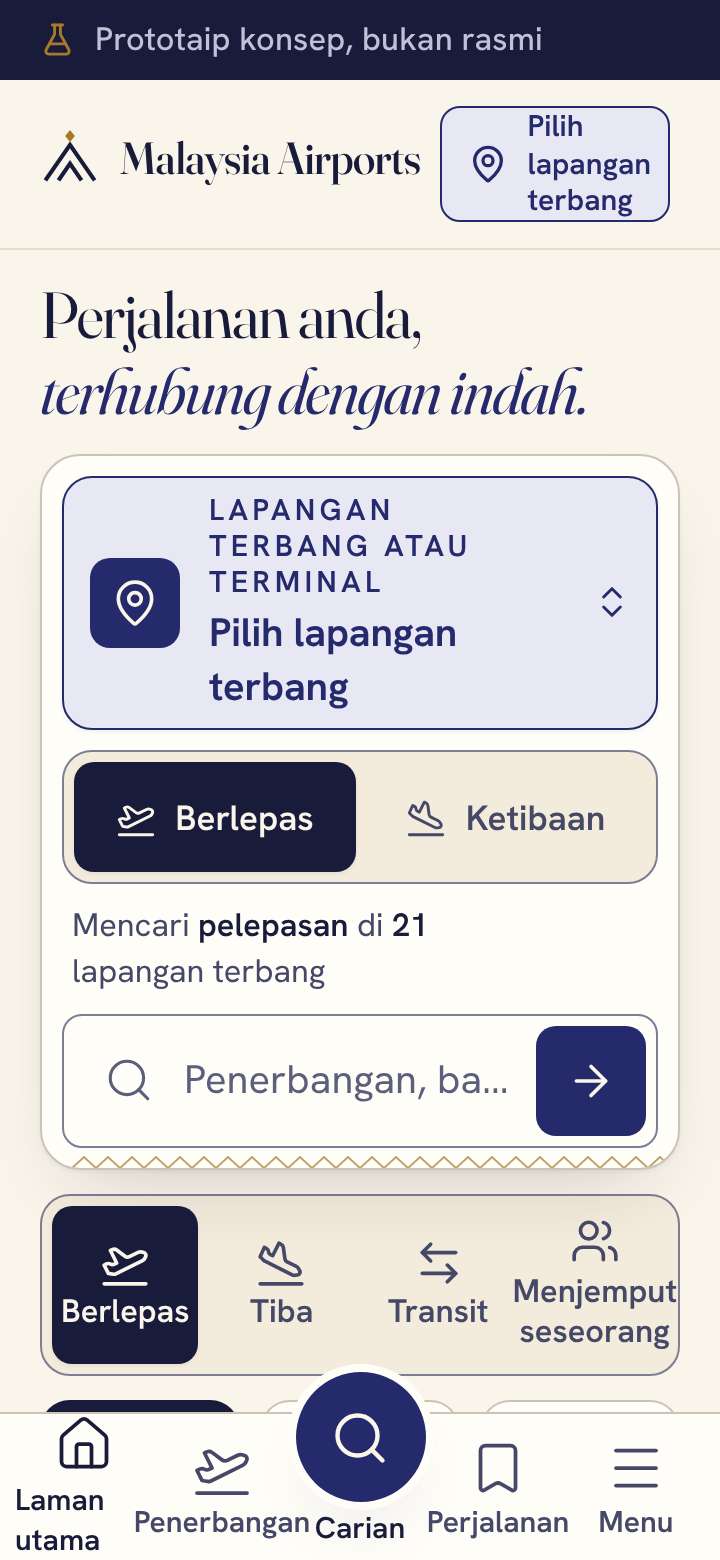 Prototaip konsep, bukan rasmi
Malaysia Airports
Pilih
lapangan
terbang
Perjalanan anda,
terhubung dengan indah.
LAPANGAN
TERBANG ATAU
TERMINAL
Pilih lapangan
terbang
Berlepas
Ketibaan
Mencari pelepasan di 21
lapangan terbang
Penerbangan, ba...
Berlepas
Tiba
Transit
Menjemput
seseorang
Laman
utama
Penerbangan
Carian
Perjalanan
Menu